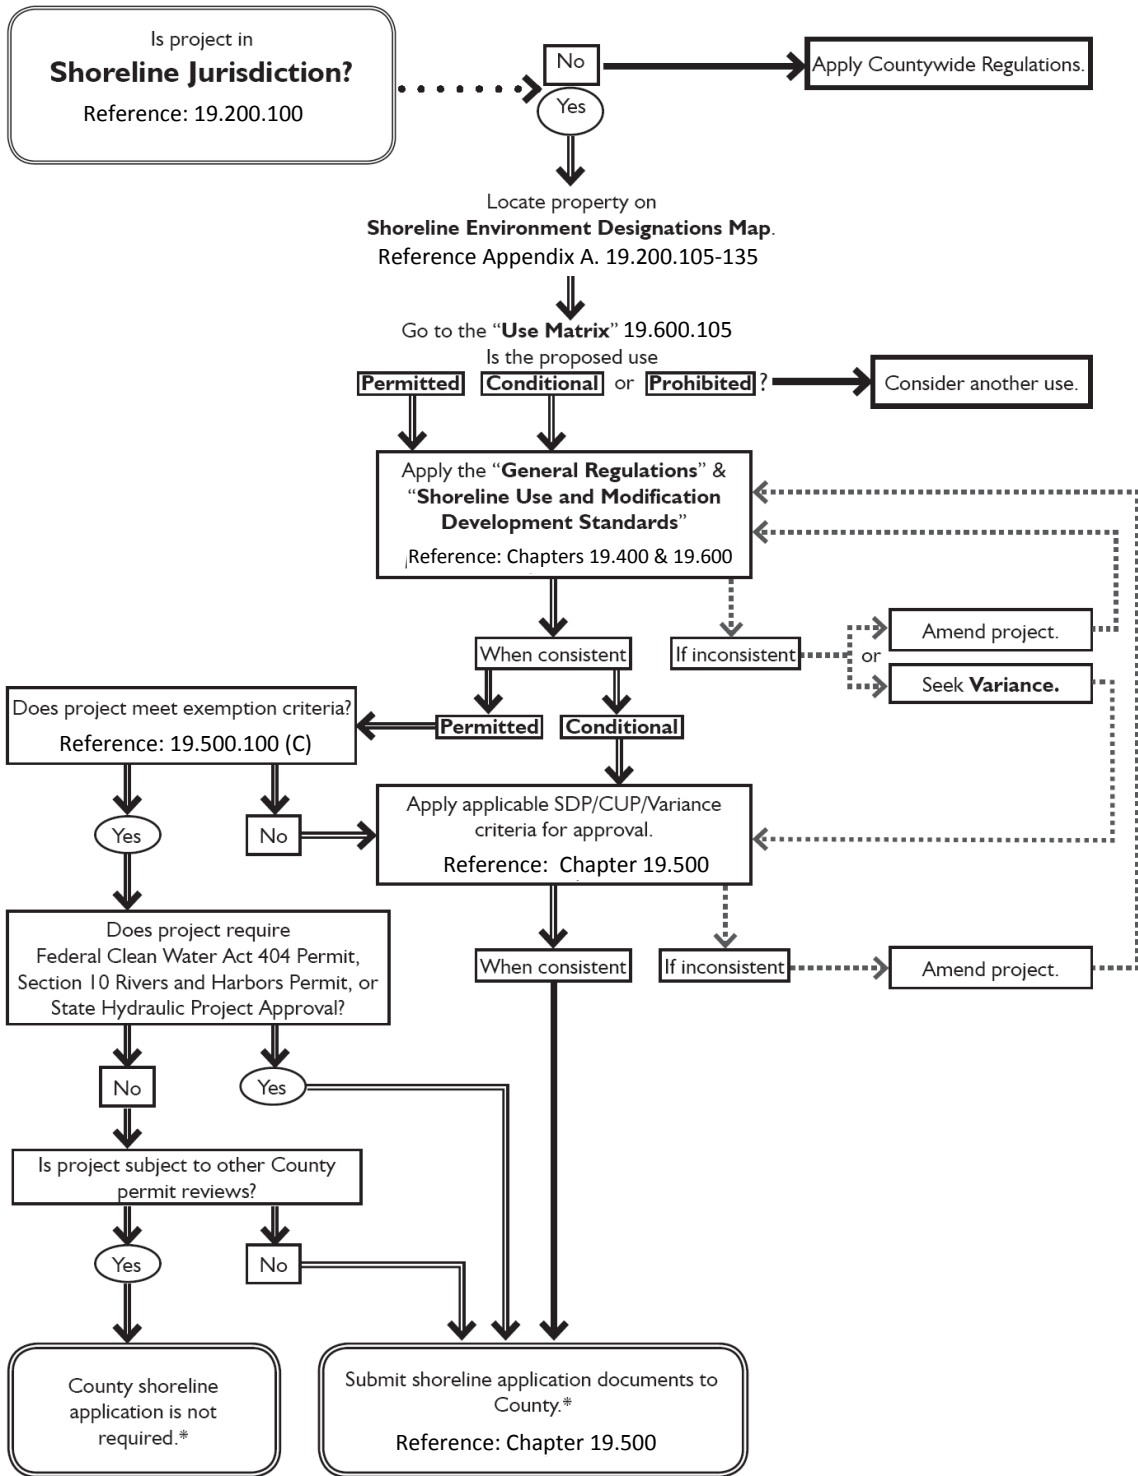 Is project in
Shoreline Jurisdiction?
Reference: 19.200.100
No
Yes
Apply Countywide Regulations.
Locate property on
Shoreline Environment Designations Map.
Reference Appendix A. 19.200.105-135
Go to the “Use Matrix” 19.600.105
Is the proposed use
Permitted Conditional or Prohibited ?
Consider another use.
Apply the “General Regulations” &
“Shoreline Use and Modification
Development Standards”
Reference: Chapters 19.400 & 19.600
When consistent
If inconsistent
Amend project.
or
Seek Variance.
Permitted
Conditional
Does project meet exemption criteria?
Reference: 19.500.100 (C)
Yes
No
Apply applicable SDP/CUP/Variance
criteria for approval.
Reference: Chapter 19.500
When consistent
If inconsistent
Amend project.
Does project require
Federal Clean Water Act 404 Permit,
Section 10 Rivers and Harbors Permit, or
State Hydraulic Project Approval?
No
Yes
Is project subject to other County
permit reviews?
Yes
No
County shoreline
application is not
required.*
Submit shoreline application documents to
County.*
Reference: Chapter 19.500